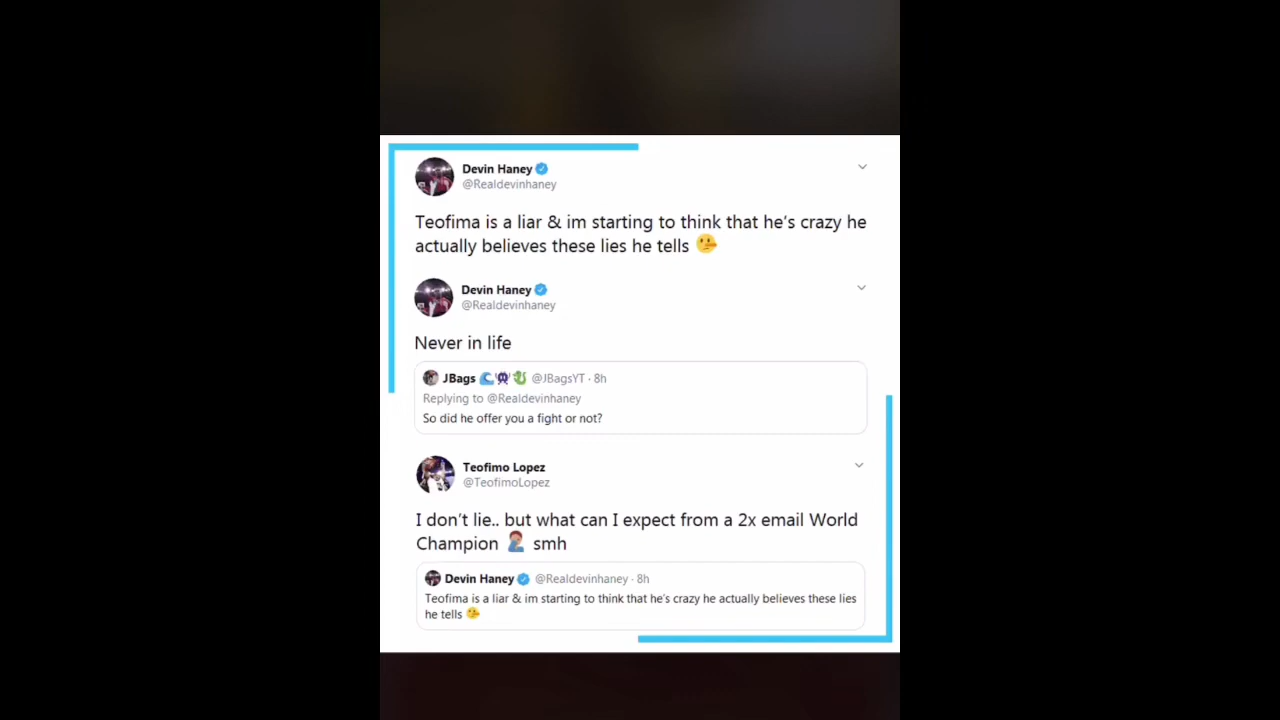 Devin Haney
@Realdevinhaney
Teofima is a liar & im starting to think that he's crazy he
actually believes these lies he tells 🤥
Devin Haney
@Realdevinhaney
Never in life
JBags 🌊👾🐉 @JBagsYT · 8h
Replying to @Realdevinhaney
So did he offer you a fight or not?
Teofimo Lopez
@TeofimoLopez
I don't lie.. but what can I expect from a 2x email World
Champion 🤦🏽‍♂️ smh
Devin Haney @Realdevinhaney · 8h
Teofima is a liar & im starting to think that he's crazy he actually believes these lies
he tells 🤥